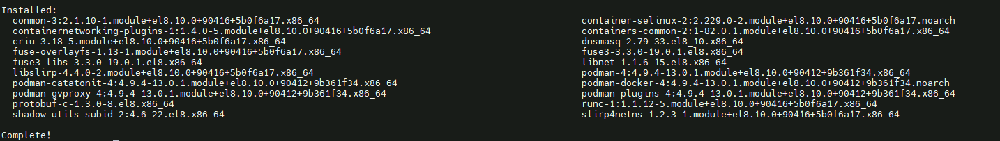 Installed:
conmon-3:2.1.10-1.module+el8.10.0+90416+5b0f6a17.x86_64 container-selinux-2:2.229.0-2.module+el8.10.0+90416+5b0f6a17.noarch
containernetworking-plugins-1:1.4.0-5.module+el8.10.0+90416+5b0f6a17.x86_64 containers-common-2:1-82.0.1.module+el8.10.0+90416+5b0f6a17.x86_64
criu-3.18-5.module+el8.10.0+90416+5b0f6a17.x86_64 dnsmasq-2.79-33.el8_10.x86_64
fuse-overlayfs-1.13-1.module+el8.10.0+90416+5b0f6a17.x86_64 fuse3-3.3.0-19.0.1.el8.x86_64
fuse3-libs-3.3.0-19.0.1.el8.x86_64 libnet-1.1.6-15.el8.x86_64
libslirp-4.4.0-2.module+el8.10.0+90416+5b0f6a17.x86_64 podman-4:4.9.4-13.0.1.module+el8.10.0+90412+9b361f34.x86_64
podman-catatonit-4:4.9.4-13.0.1.module+el8.10.0+90412+9b361f34.x86_64 podman-docker-4:4.9.4-13.0.1.module+el8.10.0+90412+9b361f34.noarch
podman-gvproxy-4:4.9.4-13.0.1.module+el8.10.0+90412+9b361f34.x86_64 podman-plugins-4:4.9.4-13.0.1.module+el8.10.0+90412+9b361f34.x86_64
protobuf-c-1.3.0-8.el8.x86_64 runc-1:1.1.12-5.module+el8.10.0+90416+5b0f6a17.x86_64
shadow-utils-subid-2:4.6-22.el8.x86_64 slirp4netns-1.2.3-1.module+el8.10.0+90416+5b0f6a17.x86_64
Complete!